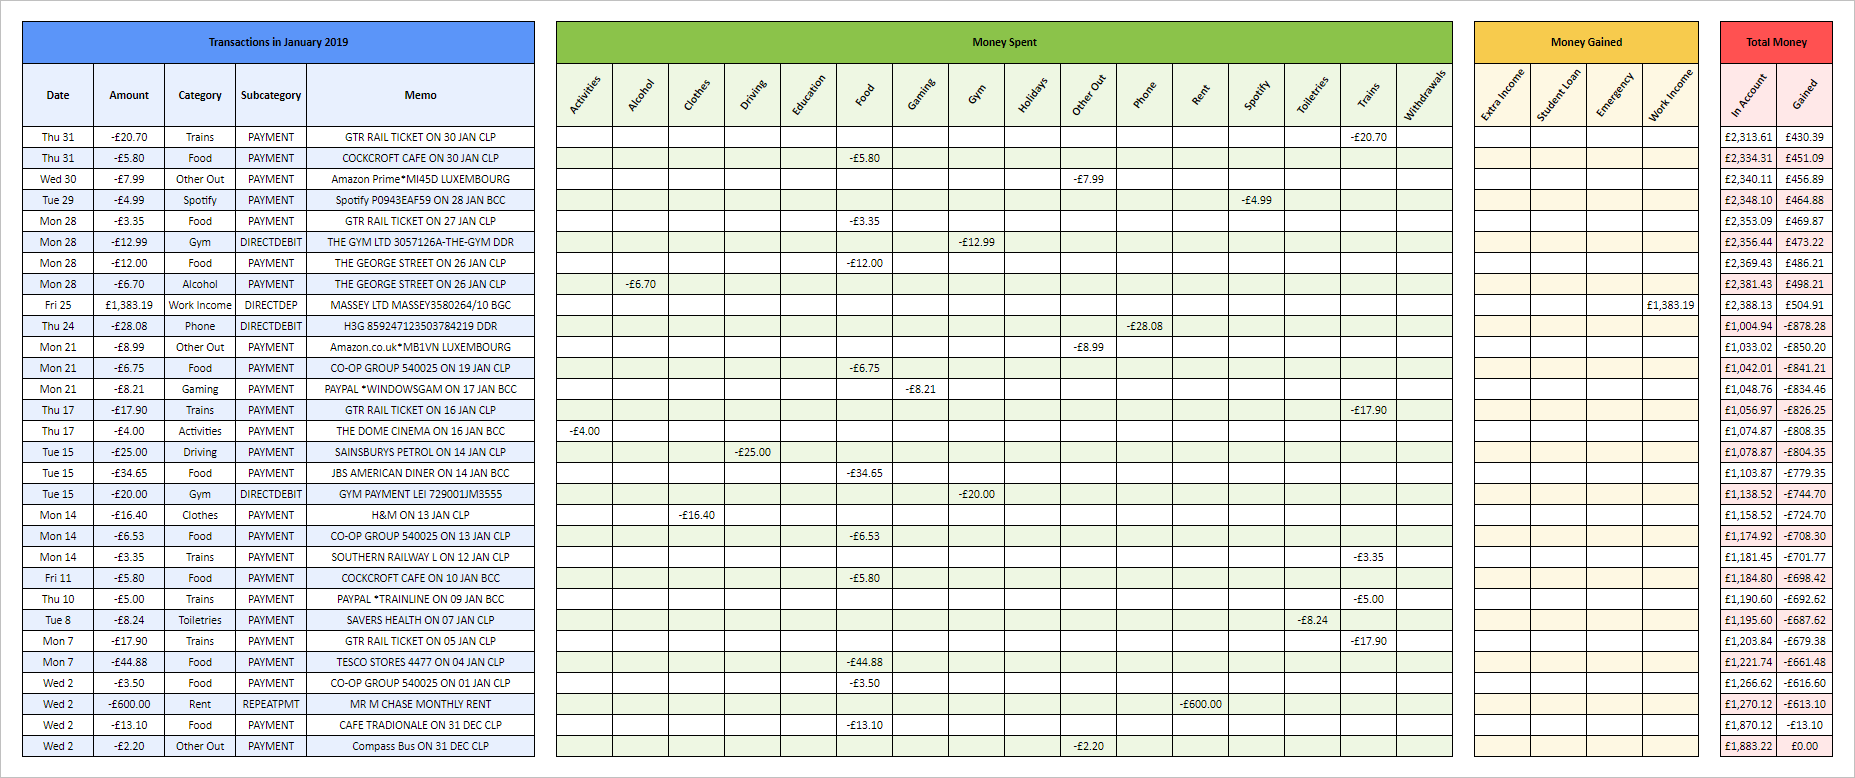 Transactions in January 2019 Money Spent Money Gained Total Money
Date Amount Category Subcategory Memo Activities Alcohol Clothes Driving Education Food Gaming Gym Holidays Other Out Phone Rent Spotify Toiletries Trains Withdrawals Extra Income Student Loan Emergency Work Income In Account Gained
Thu 31 -£20.70 Trains PAYMENT GTR RAIL TICKET ON 30 JAN CLP -£20.70 £2,313.61 £430.39
Thu 31 -£5.80 Food PAYMENT COCKCROFT CAFE ON 30 JAN CLP -£5.80 £2,334.31 £451.09
Wed 30 -£7.99 Other Out PAYMENT Amazon Prime*MI45D LUXEMBOURG -£7.99 £2,340.11 £456.89
Tue 29 -£4.99 Spotify PAYMENT Spotify P0943EAF59 ON 28 JAN BCC -£4.99 £2,348.10 £464.88
Mon 28 -£3.35 Food PAYMENT GTR RAIL TICKET ON 27 JAN CLP -£3.35 £2,353.09 £469.87
Mon 28 -£12.99 Gym DIRECTDEBIT THE GYM LTD 3057126A-THE-GYM DDR -£12.99 £2,356.44 £473.22
Mon 28 -£12.00 Food PAYMENT THE GEORGE STREET ON 26 JAN CLP -£12.00 £2,369.43 £486.21
Mon 28 -£6.70 Alcohol PAYMENT THE GEORGE STREET ON 26 JAN CLP -£6.70 £2,381.43 £498.21
Fri 25 £1,383.19 Work Income DIRECTDEP MASSEY LTD MASSEY3580264/10 BGC £1,383.19 £2,388.13 £504.91
Thu 24 -£28.08 Phone DIRECTDEBIT H3G 859247123503784219 DDR -£28.08 £1,004.94 -£878.28
Mon 21 -£8.99 Other Out PAYMENT Amazon.co.uk*MB1VN LUXEMBOURG -£8.99 £1,033.02 -£850.20
Mon 21 -£6.75 Food PAYMENT CO-OP GROUP 540025 ON 19 JAN CLP -£6.75 £1,042.01 -£841.21
Mon 21 -£8.21 Gaming PAYMENT PAYPAL *WINDOWSGAM ON 17 JAN BCC -£8.21 £1,048.76 -£834.46
Thu 17 -£17.90 Trains PAYMENT GTR RAIL TICKET ON 16 JAN CLP -£17.90 £1,056.97 -£826.25
Thu 17 -£4.00 Activities PAYMENT THE DOME CINEMA ON 16 JAN BCC -£4.00 £1,074.87 -£808.35
Tue 15 -£25.00 Driving PAYMENT SAINSBURYS PETROL ON 14 JAN CLP -£25.00 £1,078.87 -£804.35
Tue 15 -£34.65 Food PAYMENT JBS AMERICAN DINER ON 14 JAN BCC -£34.65 £1,103.87 -£779.35
Tue 15 -£20.00 Gym DIRECTDEBIT GYM PAYMENT LEI 729001JM3555 -£20.00 £1,138.52 -£744.70
Mon 14 -£16.40 Clothes PAYMENT H&M ON 13 JAN CLP -£16.40 £1,158.52 -£724.70
Mon 14 -£6.53 Food PAYMENT CO-OP GROUP 540025 ON 13 JAN CLP -£6.53 £1,174.92 -£708.30
Mon 14 -£3.35 Trains PAYMENT SOUTHERN RAILWAY L ON 12 JAN CLP -£3.35 £1,181.45 -£701.77
Fri 11 -£5.80 Food PAYMENT COCKCROFT CAFE ON 10 JAN BCC -£5.80 £1,184.80 -£698.42
Thu 10 -£5.00 Trains PAYMENT PAYPAL *TRAINLINE ON 09 JAN BCC -£5.00 £1,190.60 -£692.62
Tue 8 -£8.24 Toiletries PAYMENT SAVERS HEALTH ON 07 JAN CLP -£8.24 £1,195.60 -£687.62
Mon 7 -£17.90 Trains PAYMENT GTR RAIL TICKET ON 05 JAN CLP -£17.90 £1,203.84 -£679.38
Mon 7 -£44.88 Food PAYMENT TESCO STORES 4477 ON 04 JAN CLP -£44.88 £1,221.74 -£661.48
Wed 2 -£3.50 Food PAYMENT CO-OP GROUP 540025 ON 01 JAN CLP -£3.50 £1,266.62 -£616.60
Wed 2 -£600.00 Rent REPEATPMT MR M CHASE MONTHLY RENT -£600.00 £1,270.12 -£613.10
Wed 2 -£13.10 Food PAYMENT CAFE TRADIONALE ON 31 DEC CLP -£13.10 £1,870.12 -£13.10
Wed 2 -£2.20 Other Out PAYMENT Compass Bus ON 31 DEC CLP -£2.20 £1,883.22 £0.00